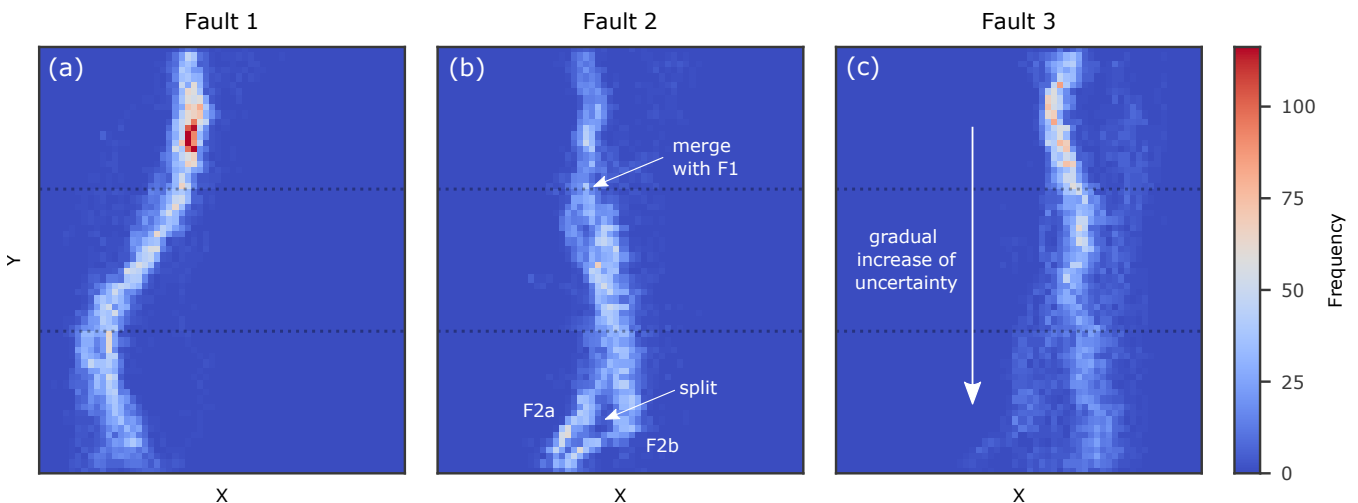 Fault 1
Fault 2
Fault 3
(a)
(b)
(c)
merge
with F1
gradual
increase of
uncertainty
split
F2a
F2b
Y
X
X
X
100
75
50
25
0
Frequency